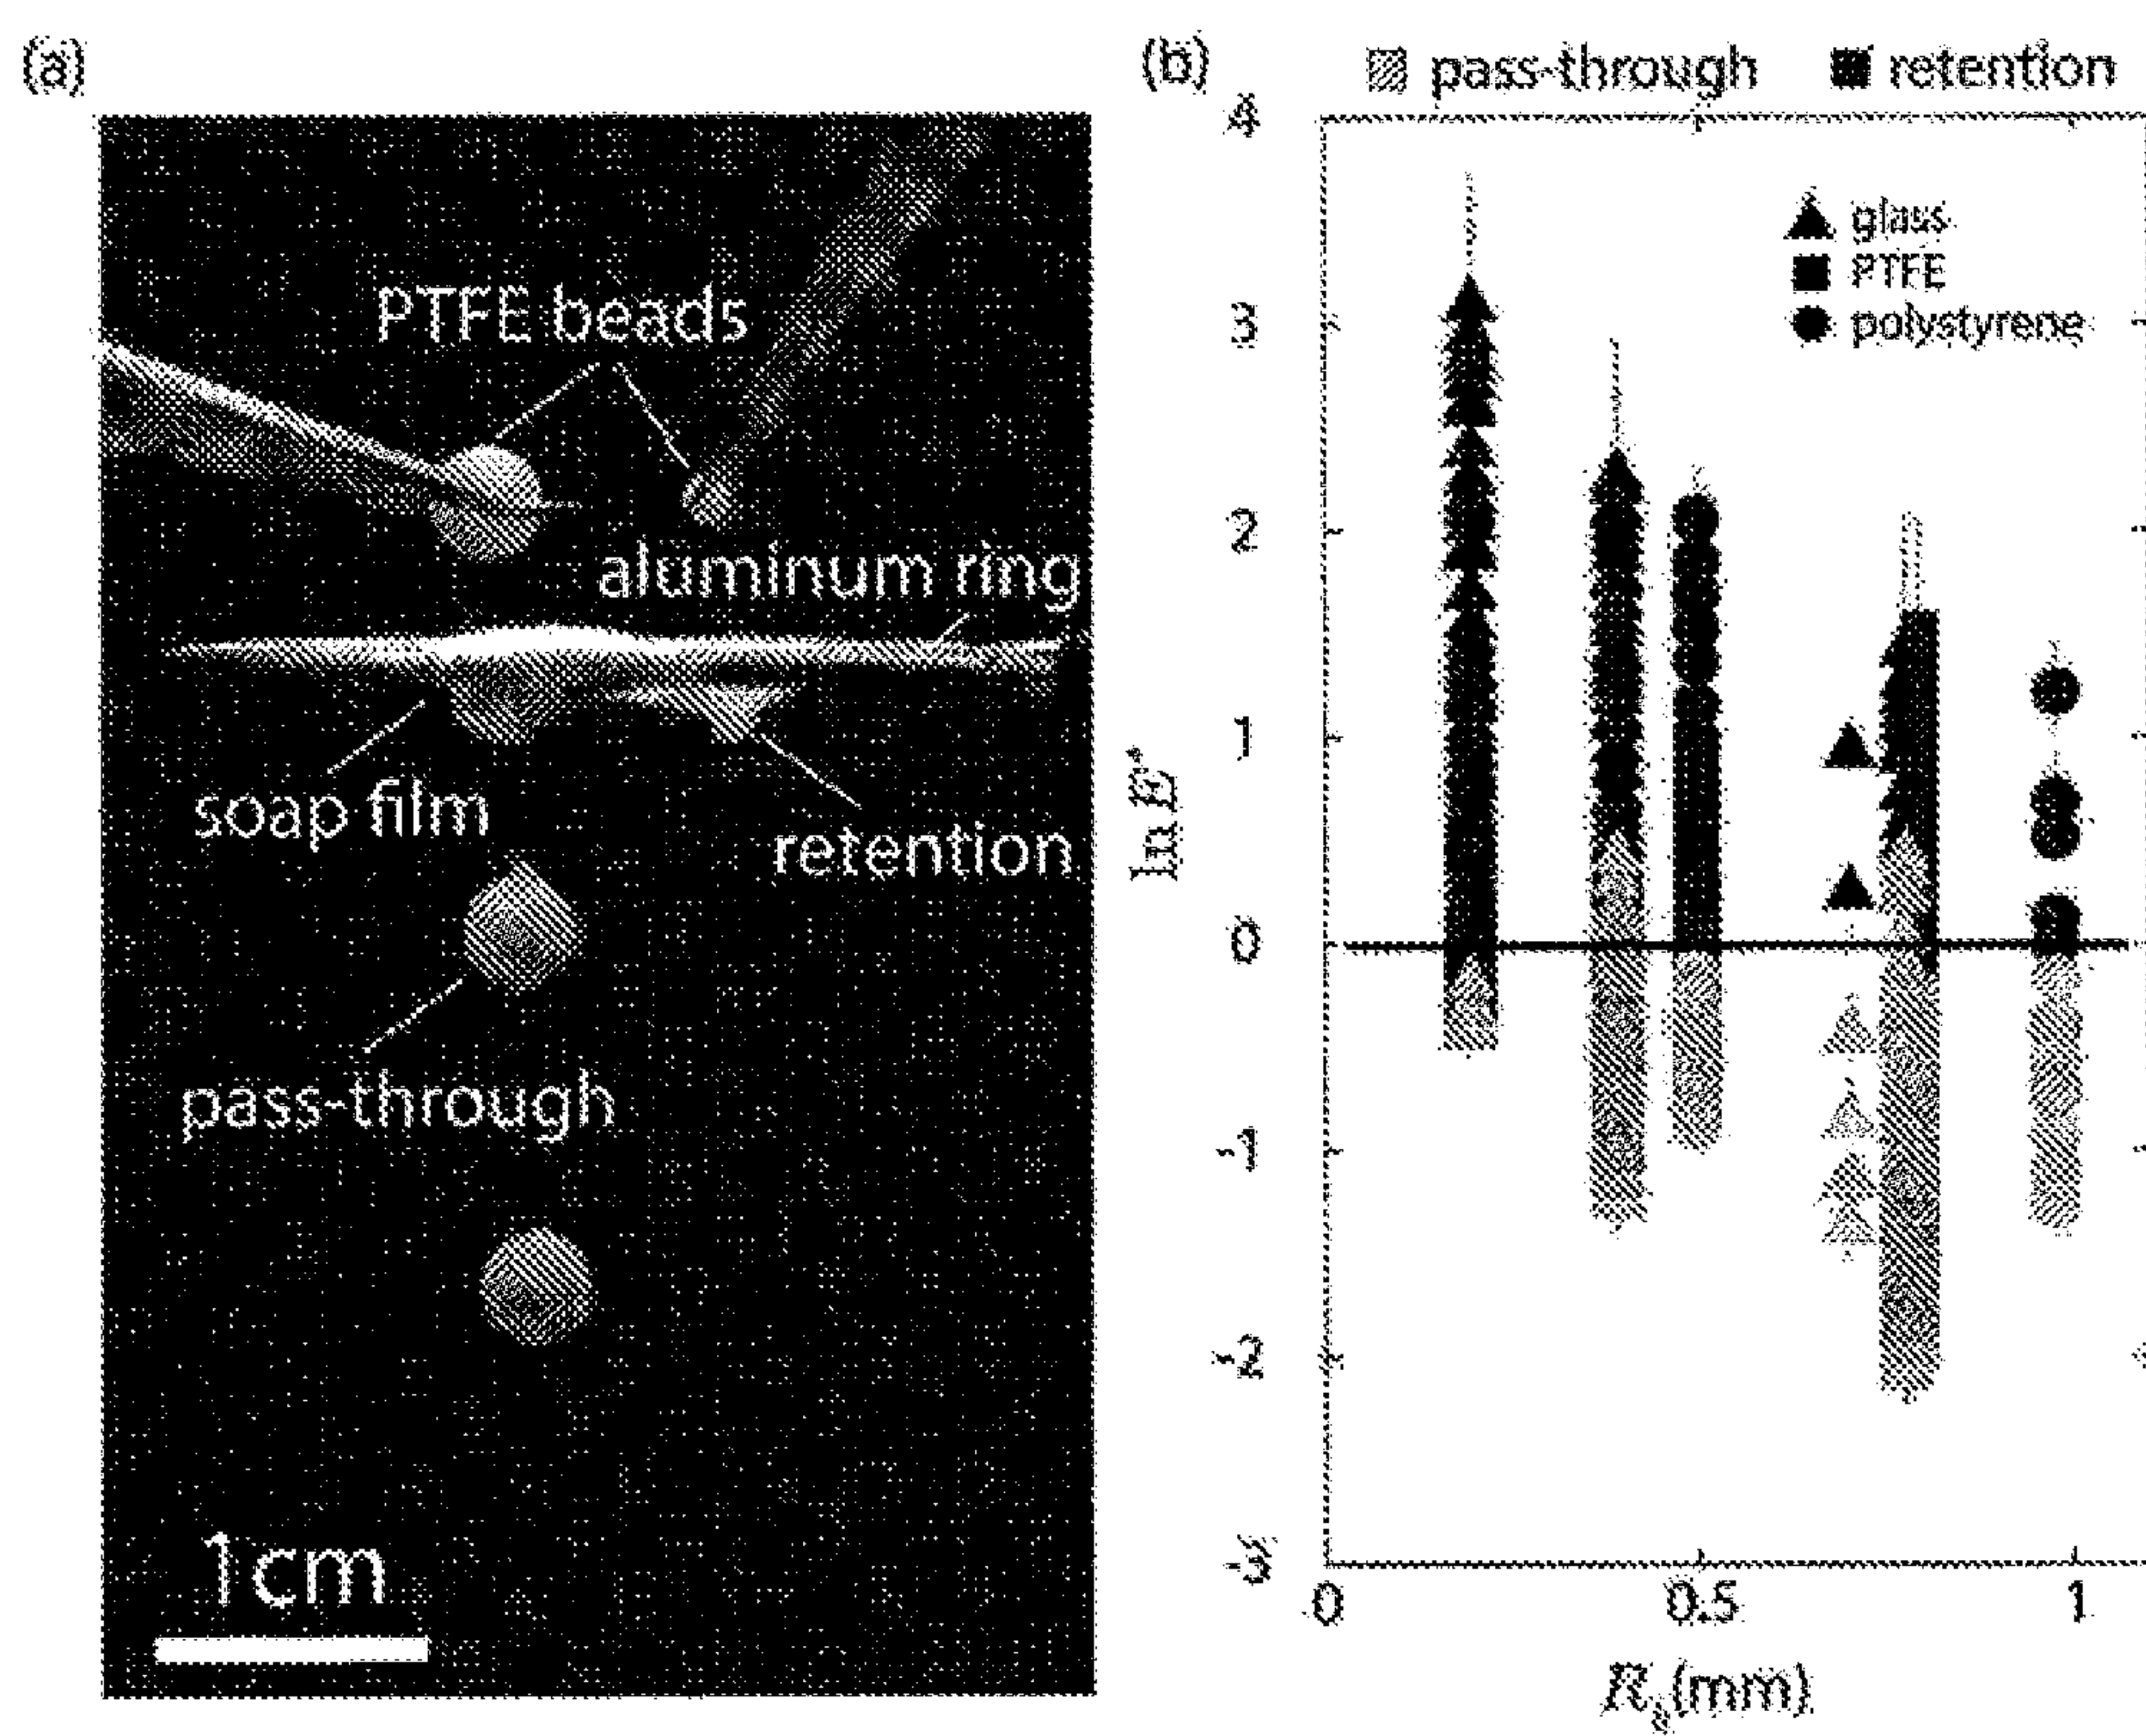 (a)
PTFE beads
aluminum ring
soap film
retention
pass-through
1cm
(b)
pass-through retention
glass
PTFE
polystyrene
4
3
2
1
0
-1
-2
-3
0 0.5 1
ln E*
(mm)